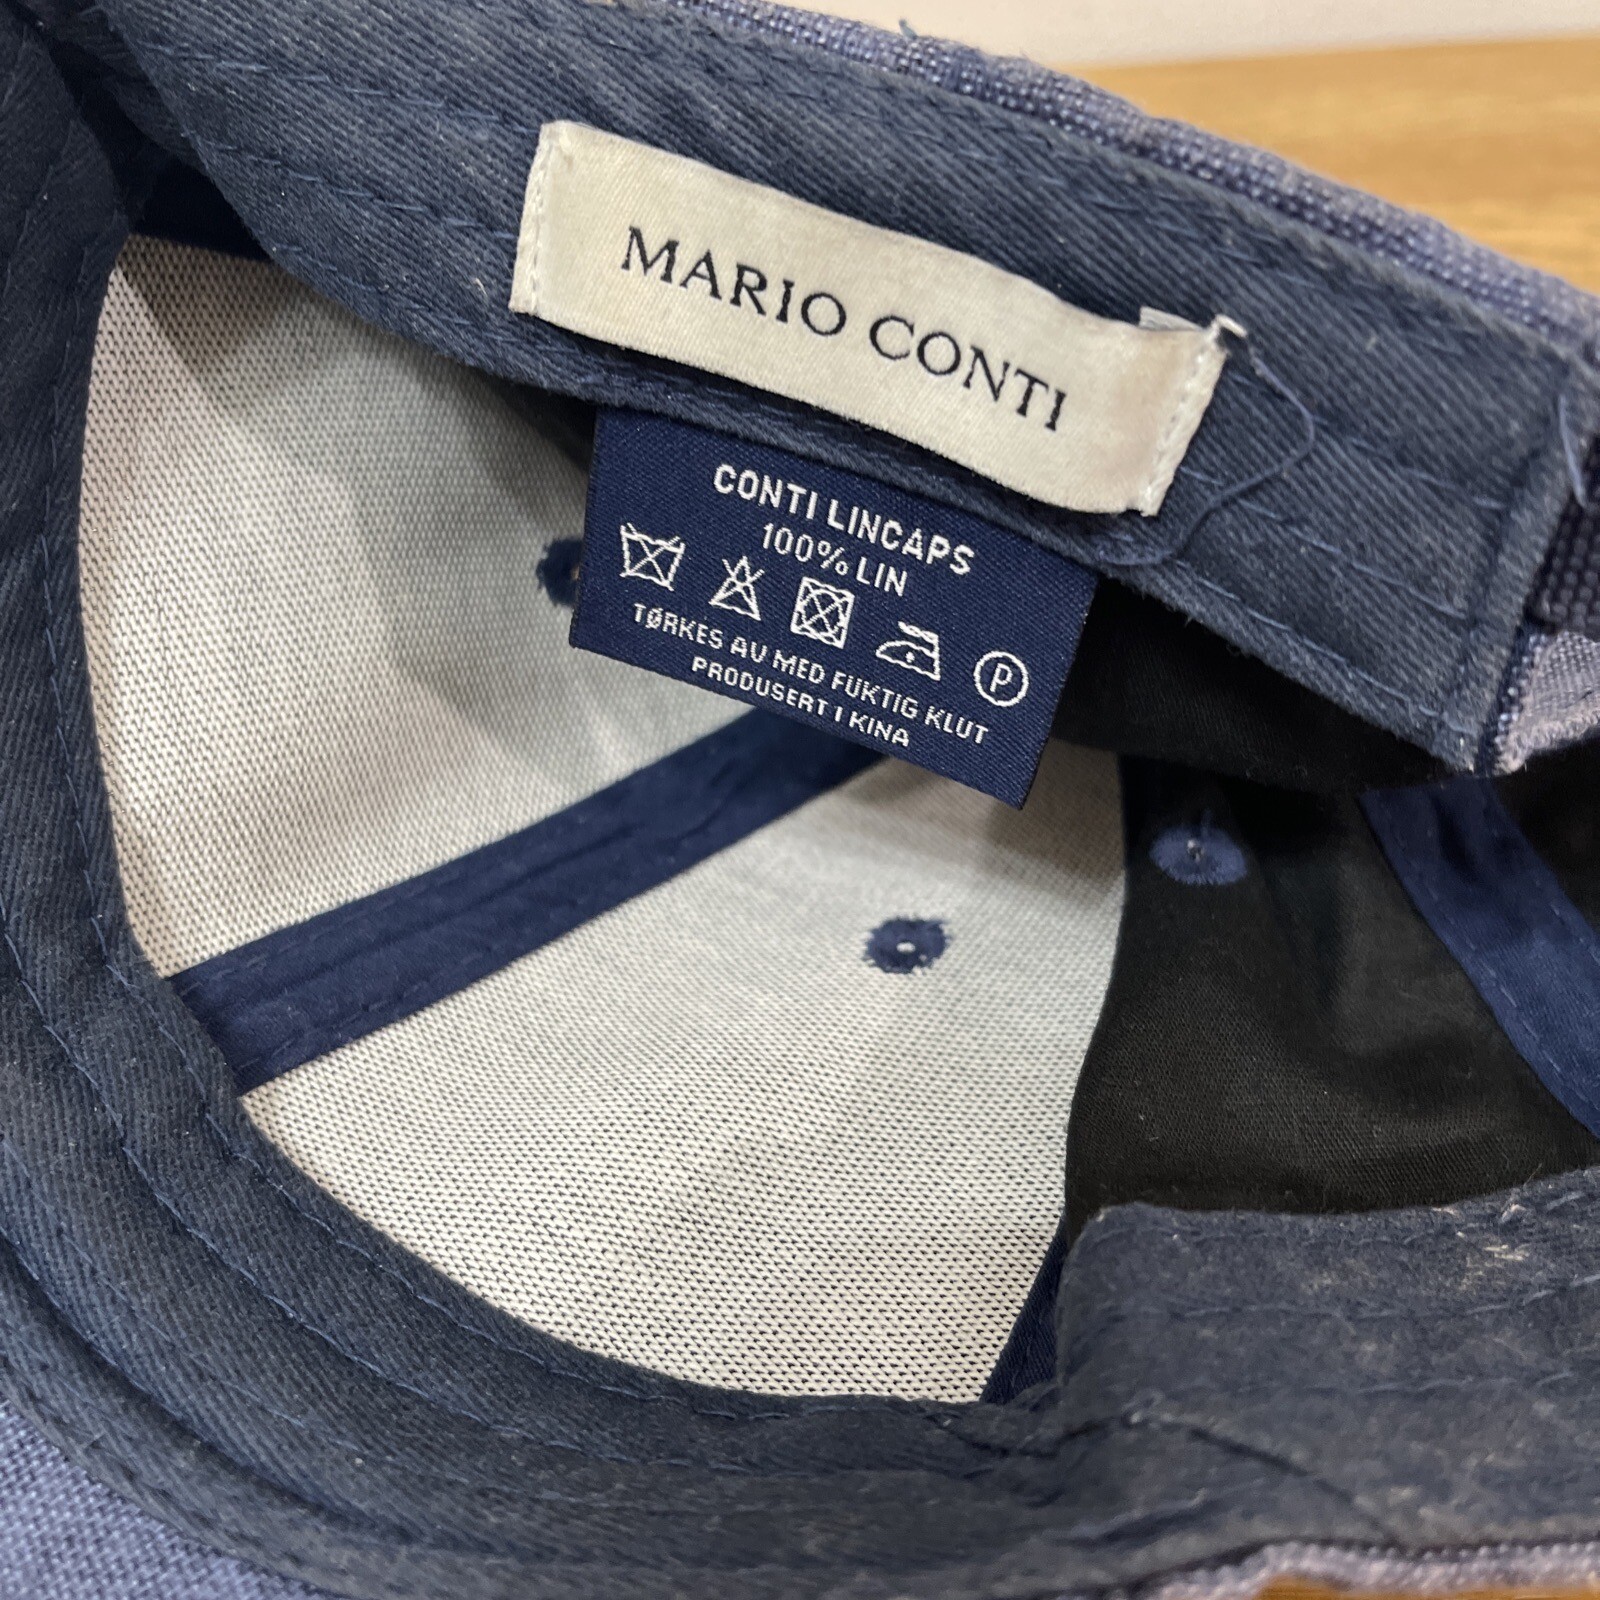 MARIO CONTI
CONTI LINCAPS
100% LIN
P
TØRKES AV MED FUKTIG KLUT
PRODUSERT I KINA